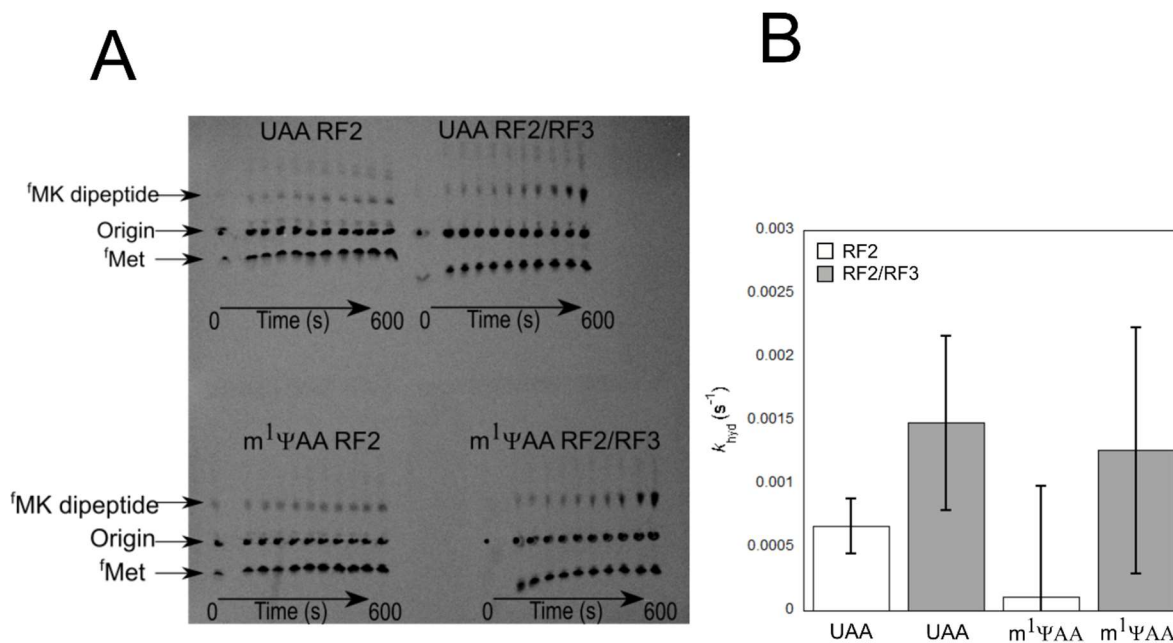 A
UAA RF2
UAA RF2/RF3
fMK dipeptide
Origin
fMet
0 Time (s) 600
0 Time (s) 600
m1ΨAA RF2
m1ΨAA RF2/RF3
fMK dipeptide
Origin
fMet
0 Time (s) 600
0 Time (s) 600
B
RF2
RF2/RF3
0.003
0.0025
0.002
0.0015
0.001
0.0005
0
khyd (s-1)
UAA UAA m1ΨAA m1ΨAA